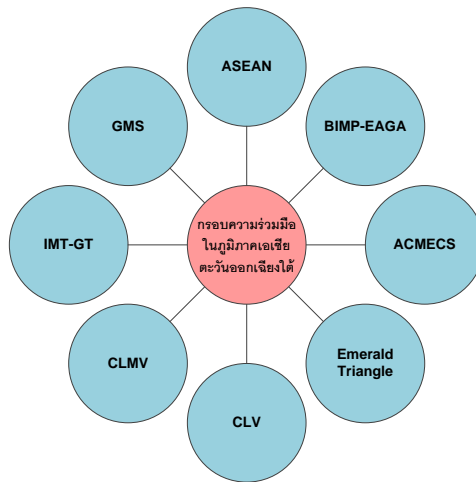 ASEAN
BIMP-EAGA
ACMECS
Emerald
Triangle
CLV
CLMV
IMT-GT
GMS
กรอบความร่วมมือ
ในภูมิภาคเอเชีย
ตะวันออกเฉียงใต้